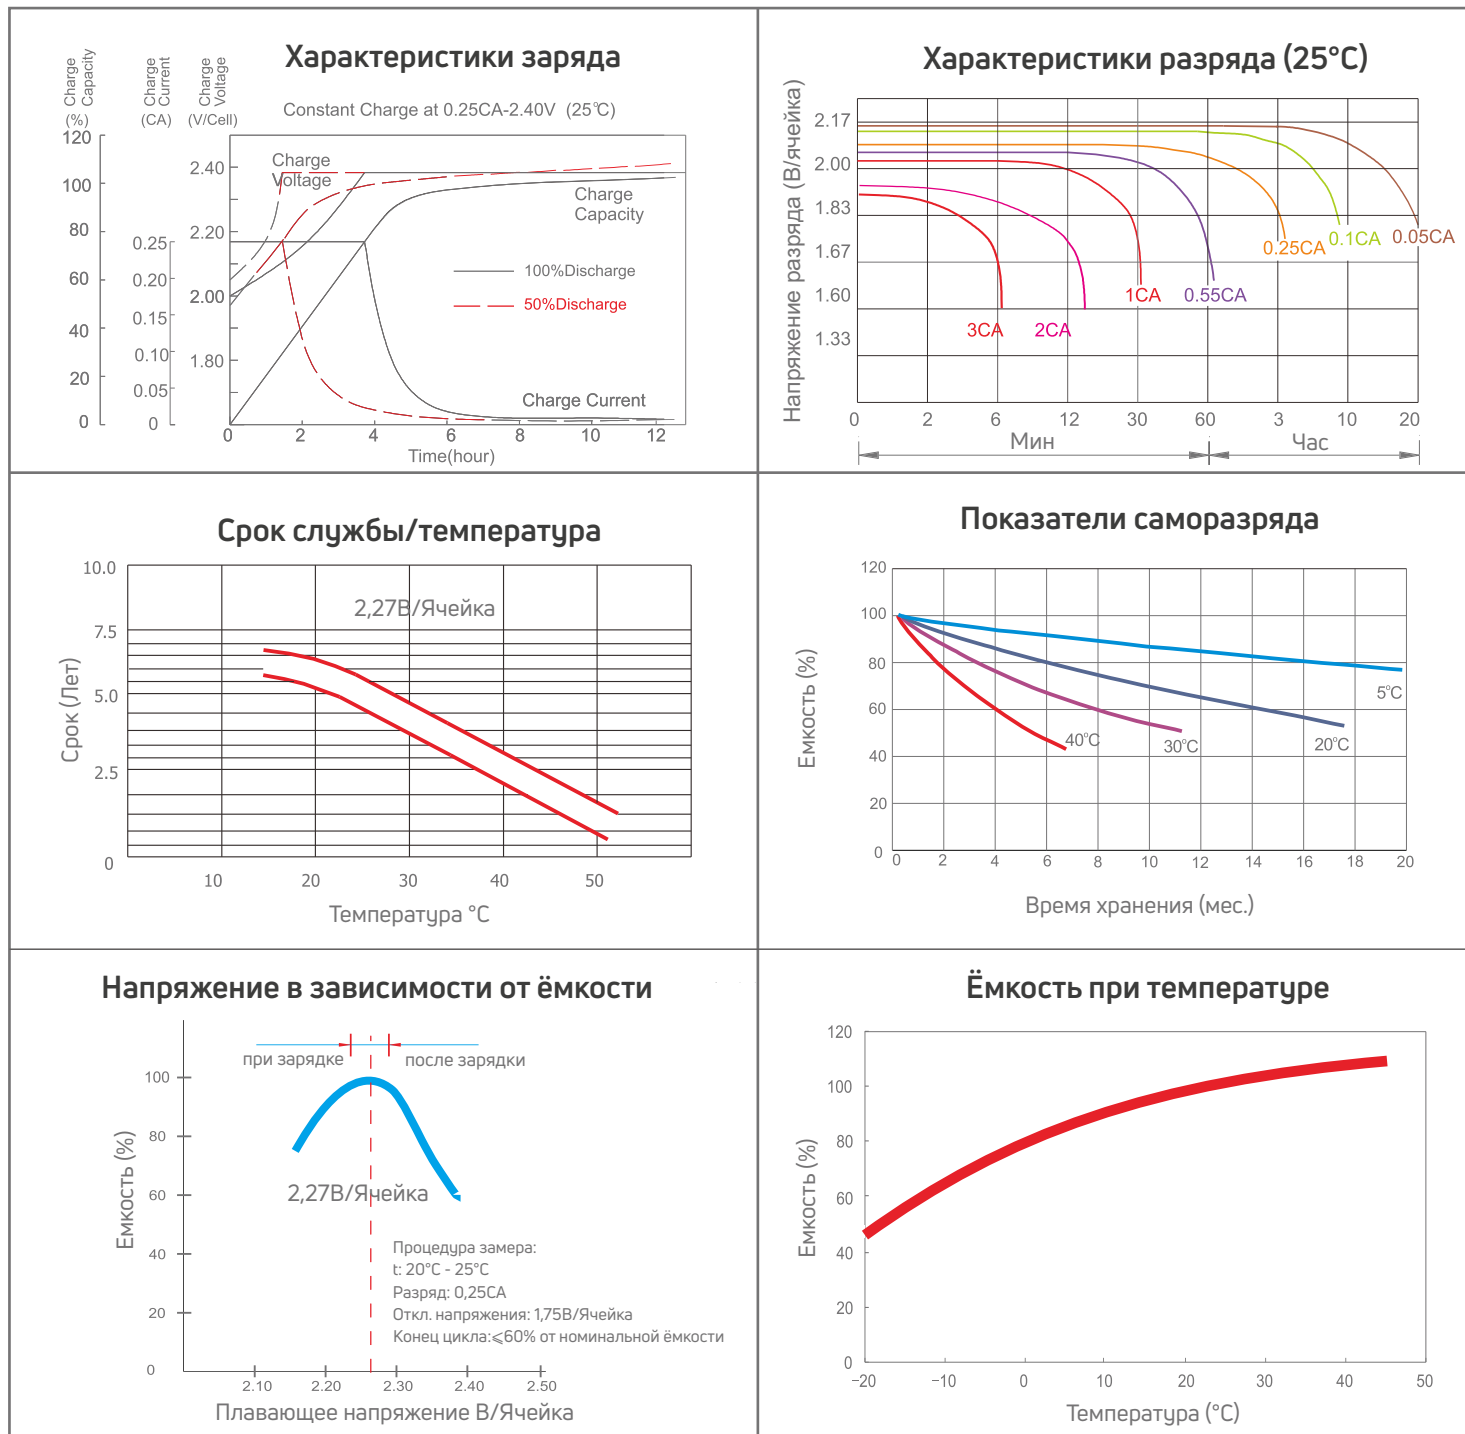 Характеристики заряда
Charge Capacity (%)
Charge Current (CA)
Charge Voltage (V/Cell)
Constant Charge at 0.25CA-2.40V (25°C)
120
100
80
60
40
20
0
0.25
0.20
0.15
0.10
0.05
0
2.40
2.20
2.00
1.80
Charge
Voltage
Charge
Capacity
100%Discharge
50%Discharge
Charge Current
0 2 4 6 8 10 12
Time(hour)
Характеристики разряда (25°C)
Напряжение разряда (В/ячейка)
2.17
2.00
1.83
1.67
1.60
1.33
3CA
2CA
1CA
0.55CA
0.25CA
0.1CA
0.05CA
0 2 6 12 30 60 3 10 20
Мин Час
Срок службы/температура
Срок (Лет)
10.0
7.5
5.0
2.5
0
2,27В/Ячейка
10 20 30 40 50
Температура °C
Показатели саморазряда
Емкость (%)
120
100
80
60
40
20
0
5°C
20°C
30°C
40°C
0 2 4 6 8 10 12 14 16 18 20
Время хранения (мес.)
Напряжение в зависимости от ёмкости
при зарядке после зарядки
Емкость (%)
100
80
60
40
20
0
2,27В/Ячейка
Процедура замера:
t: 20°C - 25°C
Разряд: 0,25CA
Откл. напряжения: 1,75В/Ячейка
Конец цикла:⩽60% от номинальной ёмкости
2.10 2.20 2.30 2.40 2.50
Плавающее напряжение В/Ячейка
Ёмкость при температуре
Емкость (%)
120
100
80
60
40
20
0
−20 −10 0 10 20 30 40 50
Температура (°C)